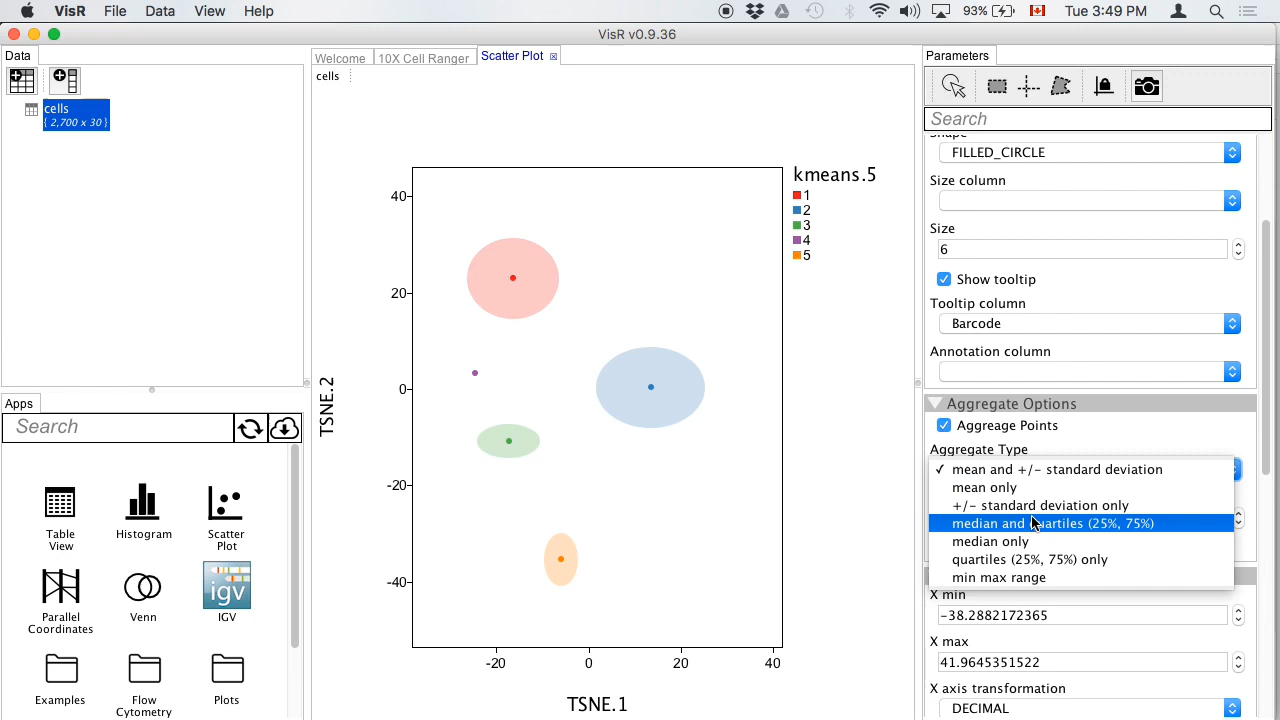 VisR File Data View Help 93% Tue 3:49 PM
VisR v0.9.36
Data
cells
{ 2,700 x 30 }
Apps
Search
Table View
Histogram
Scatter Plot
Parallel Coordinates
Venn
igv
IGV
Examples
Flow Cytometry
Plots
Welcome 10X Cell Ranger Scatter Plot
cells
kmeans.5
1
2
3
4
5
40
20
0
-20
-40
TSNE.2
-20 0 20 40
TSNE.1
Parameters
Search
Shape
FILLED_CIRCLE
Size column
Size
6
Show tooltip
Tooltip column
Barcode
Annotation column
Aggregate Options
Aggreage Points
Aggregate Type
✓ mean and +/- standard deviation
mean only
+/- standard deviation only
median and quartiles (25%, 75%)
median only
quartiles (25%, 75%) only
min max range
X min
-38.2882172365
X max
41.9645351522
X axis transformation
DECIMAL